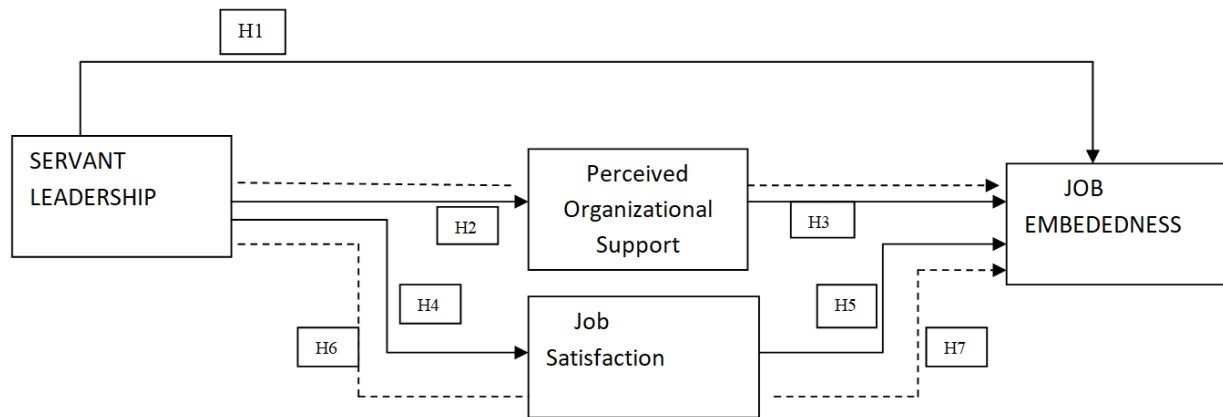 H1
SERVANT
LEADERSHIP
Perceived
Organizational
Support
JOB
EMBEDEDNESS
H2
H3
H4
H5
Job
Satisfaction
H6
H7